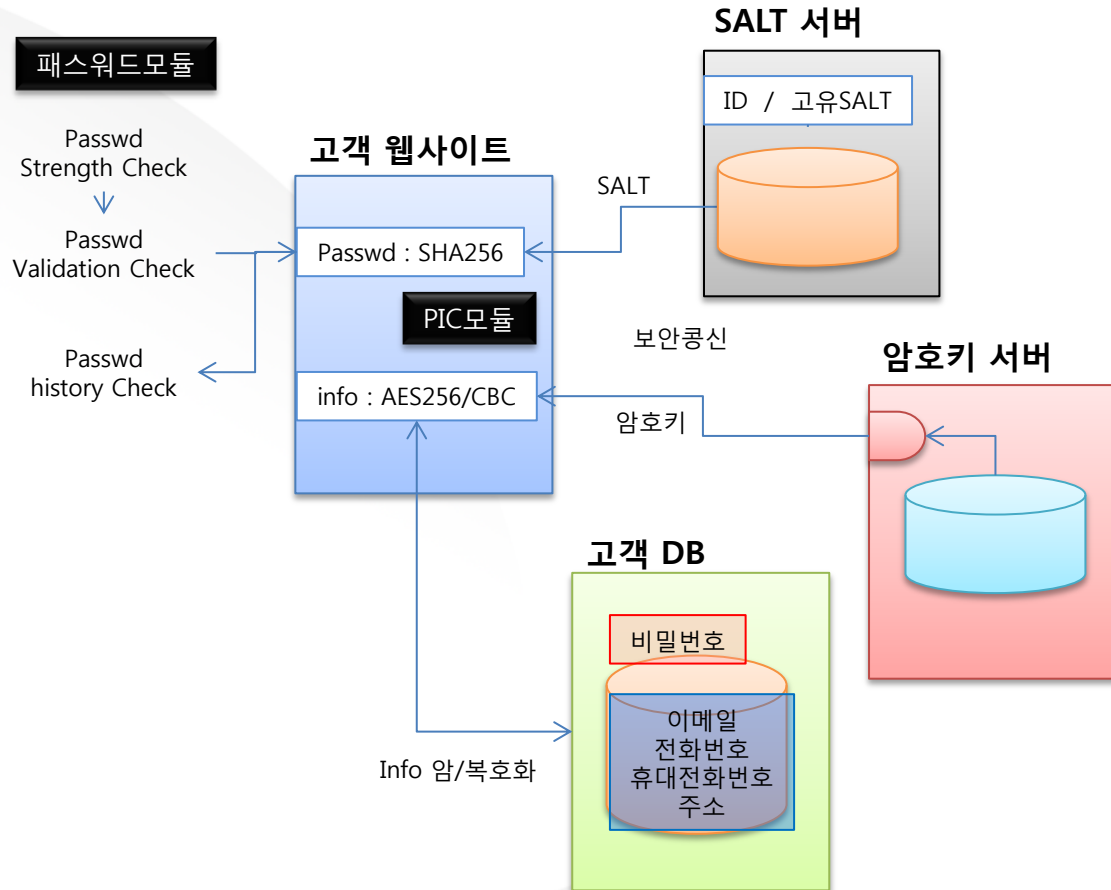 SALT 서버
패스워드모듈
ID / 고유SALT
Passwd
Strength Check
고객 웹사이트
SALT
Passwd
Validation Check
Passwd : SHA256
PIC모듈
보안콩신
Passwd
history Check
암호키 서버
info : AES256/CBC
암호키
고객 DB
비밀번호
이메일
전화번호
휴대전화번호
주소
Info 암/복호화